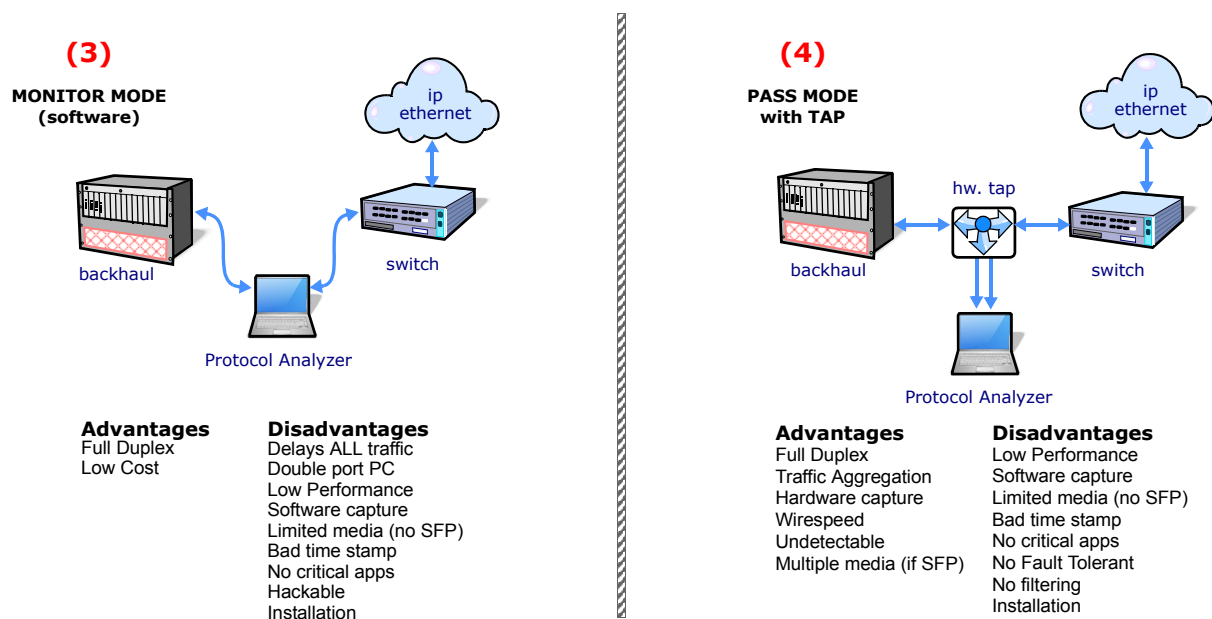 (3)
MONITOR MODE
(software)
ip
ethernet
backhaul
switch
Protocol Analyzer
Advantages
Full Duplex
Low Cost
Disadvantages
Delays ALL traffic
Double port PC
Low Performance
Software capture
Limited media (no SFP)
Bad time stamp
No critical apps
Hackable
Installation
(4)
PASS MODE
with TAP
ip
ethernet
hw. tap
backhaul
switch
Protocol Analyzer
Advantages
Full Duplex
Traffic Aggregation
Hardware capture
Wirespeed
Undetectable
Multiple media (if SFP)
Disadvantages
Low Performance
Software capture
Limited media (no SFP)
Bad time stamp
No critical apps
No Fault Tolerant
No filtering
Installation